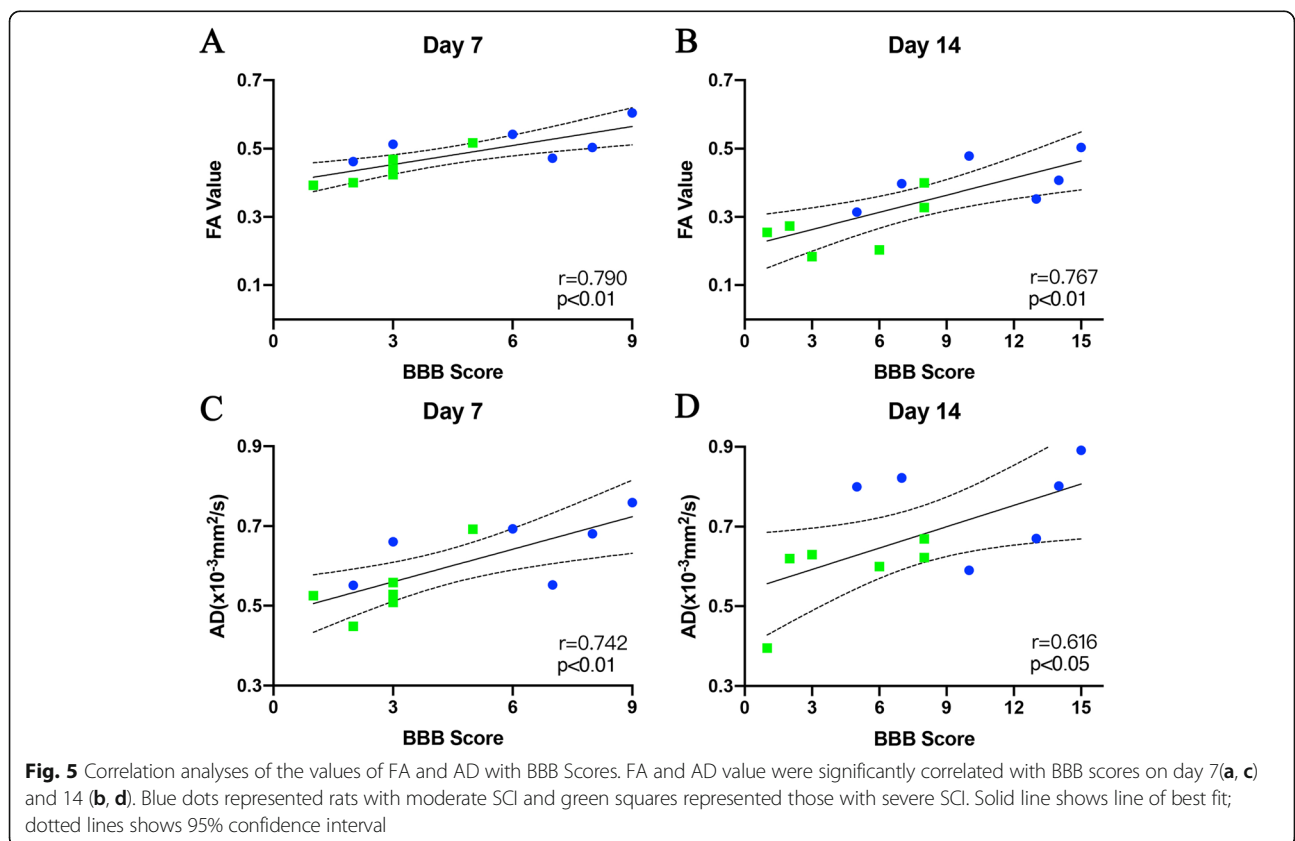 A
Day 7
0.7
0.5
0.3
0.1
FA Value
0
3
6
9
BBB Score
r=0.790
p<0.01
B
Day 14
0.7
0.5
0.3
0.1
FA Value
0
3
6
9
12
15
BBB Score
r=0.767
p<0.01
C
Day 7
0.9
0.7
0.5
0.3
AD(x10⁻³mm²/s)
0
3
6
9
BBB Score
r=0.742
p<0.01
D
Day 14
0.9
0.7
0.5
0.3
AD(x10⁻³mm²/s)
0
3
6
9
12
15
BBB Score
r=0.616
p<0.05
Fig. 5 Correlation analyses of the values of FA and AD with BBB Scores. FA and AD value were significantly correlated with BBB scores on day 7(a, c)
and 14 (b, d). Blue dots represented rats with moderate SCI and green squares represented those with severe SCI. Solid line shows line of best fit;
dotted lines shows 95% confidence interval